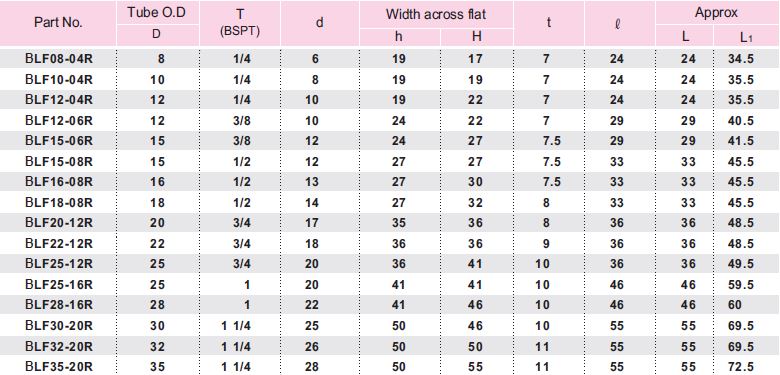 Part No. Tube O.D T (BSPT) d Width across flat t ℓ Approx
D h H L L1
BLF08-04R 8 1/4 6 19 17 7 24 24 34.5
BLF10-04R 10 1/4 8 19 19 7 24 24 35.5
BLF12-04R 12 1/4 10 19 22 7 24 24 35.5
BLF12-06R 12 3/8 10 24 22 7 29 29 40.5
BLF15-06R 15 3/8 12 24 27 7.5 29 29 41.5
BLF15-08R 15 1/2 12 27 27 7.5 33 33 45.5
BLF16-08R 16 1/2 13 27 30 7.5 33 33 45.5
BLF18-08R 18 1/2 14 27 32 8 33 33 45.5
BLF20-12R 20 3/4 17 35 36 8 36 36 48.5
BLF22-12R 22 3/4 18 36 36 9 36 36 48.5
BLF25-12R 25 3/4 20 36 41 10 36 36 49.5
BLF25-16R 25 1 20 41 41 10 46 46 59.5
BLF28-16R 28 1 22 41 46 10 46 46 60
BLF30-20R 30 1 1/4 25 50 46 10 55 55 69.5
BLF32-20R 32 1 1/4 26 50 50 11 55 55 69.5
BLF35-20R 35 1 1/4 28 50 55 11 55 55 72.5